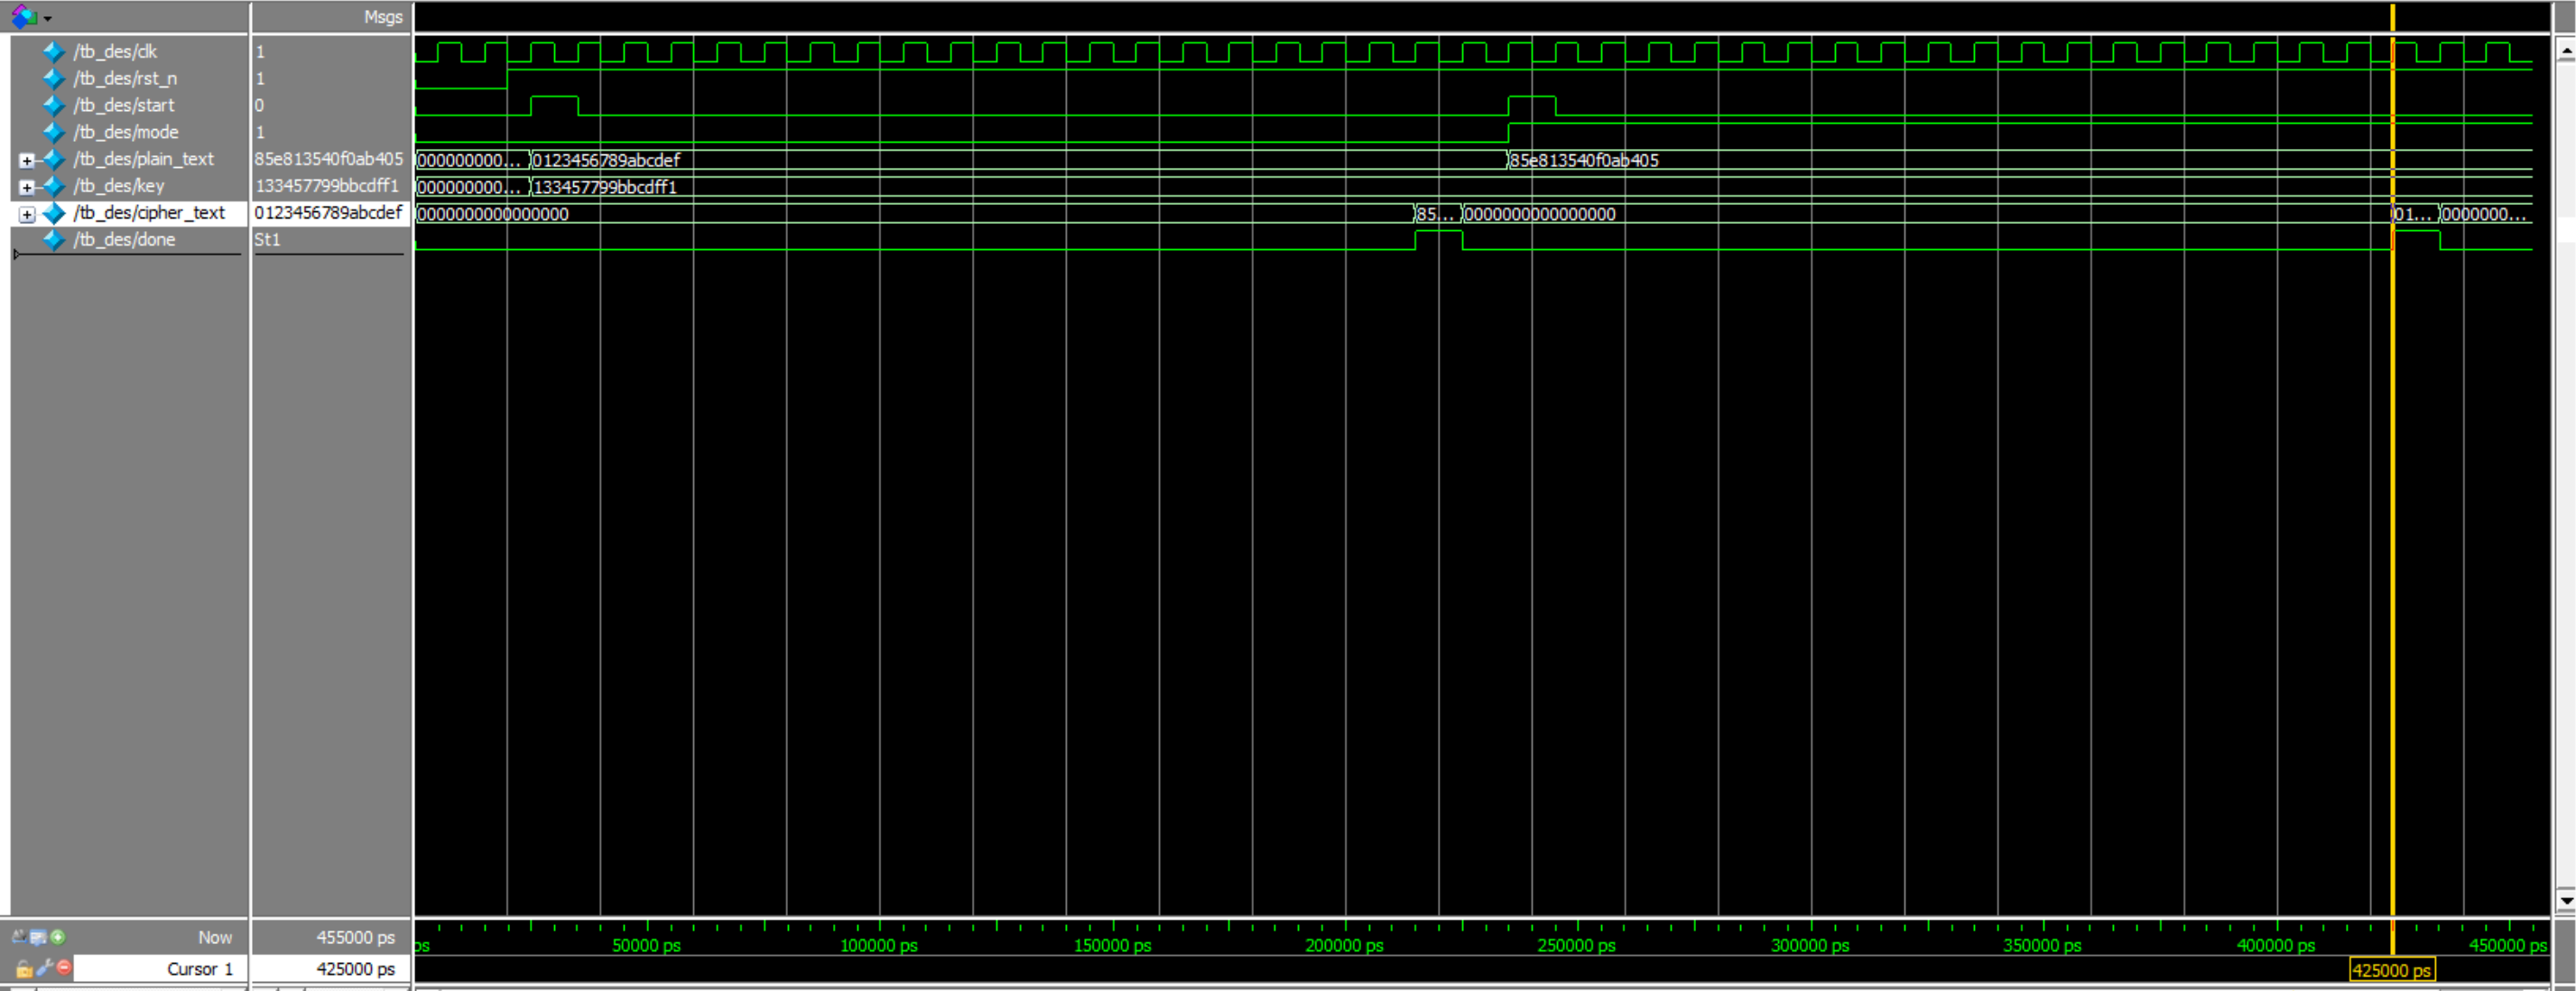 Msgs
/tb_des/clk 1
/tb_des/rst_n 1
/tb_des/start 0
/tb_des/mode 1
/tb_des/plain_text 85e813540f0ab405 000000000... 0123456789abcdef 85e813540f0ab405
/tb_des/key 133457799bbcdff1 000000000... 133457799bbcdff1
/tb_des/cipher_text 0123456789abcdef 0000000000000000 85... 0000000000000000 01... 0000000...
/tb_des/done St1
Now 455000 ps ps 50000 ps 100000 ps 150000 ps 200000 ps 250000 ps 300000 ps 350000 ps 400000 ps 450000 ps
Cursor 1 425000 ps 425000 ps